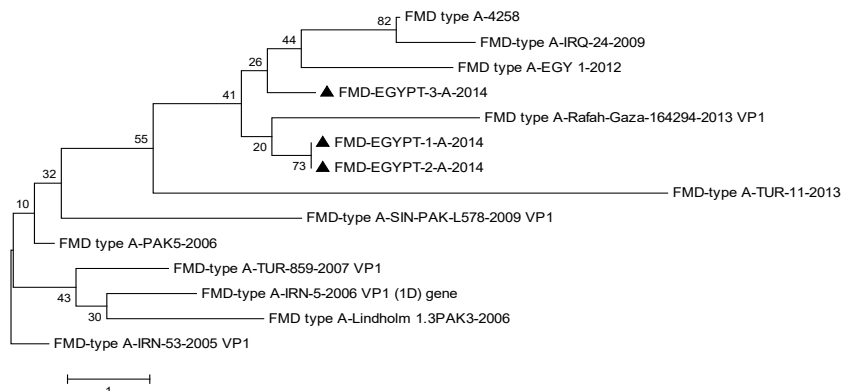 FMD type A-4258
82
FMD-type A-IRQ-24-2009
44
FMD type A-EGY 1-2012
26
FMD-EGYPT-3-A-2014
41
FMD type A-Rafah-Gaza-164294-2013 VP1
55
FMD-EGYPT-1-A-2014
20
73
FMD-EGYPT-2-A-2014
32
FMD-type A-TUR-11-2013
10
FMD-type A-SIN-PAK-L578-2009 VP1
FMD type A-PAK5-2006
FMD-type A-TUR-859-2007 VP1
43
FMD-type A-IRN-5-2006 VP1 (1D) gene
30
FMD type A-Lindholm 1.3PAK3-2006
FMD-type A-IRN-53-2005 VP1
1